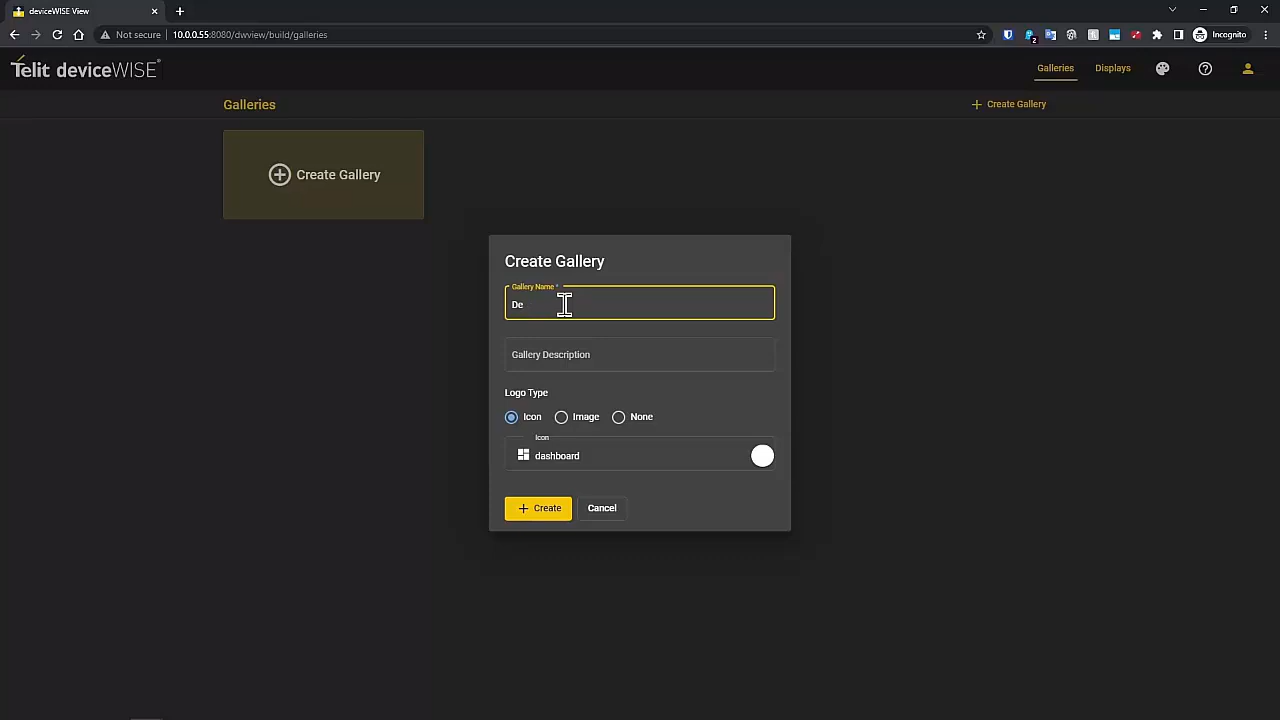 deviceWISE View
Not secure
10.0.0.55:8080/dwview/build/galleries
2
Incognito
Telit deviceWISE®
Galleries
Displays
Galleries
Create Gallery
Create Gallery
Create Gallery
Gallery Name *
De
Gallery Description
Logo Type
Icon
Image
None
Icon
dashboard
Create
Cancel